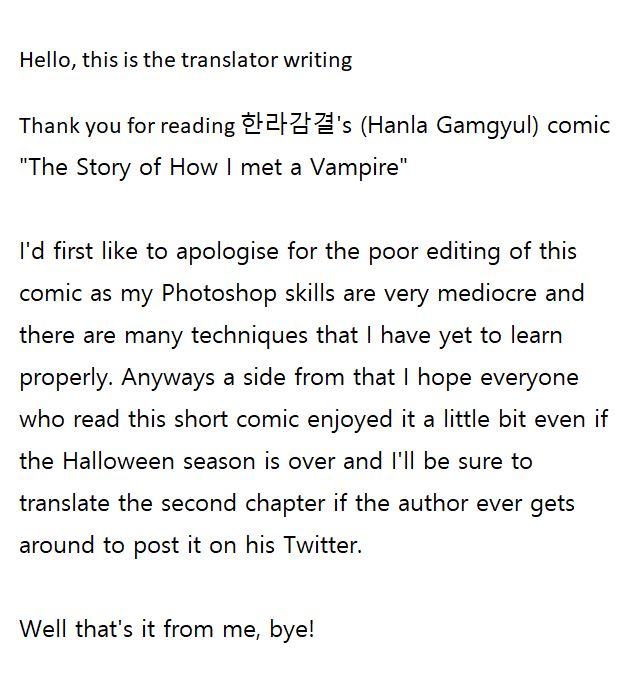 Hello, this is the translator writing
Thank you for reading 한라감결's (Hanla Gamgyul) comic
"The Story of How I met a Vampire"
I'd first like to apologise for the poor editing of this
comic as my Photoshop skills are very mediocre and
there are many techniques that I have yet to learn
properly. Anyways a side from that I hope everyone
who read this short comic enjoyed it a little bit even if
the Halloween season is over and I'll be sure to
translate the second chapter if the author ever gets
around to post it on his Twitter.
Well that's it from me, bye!